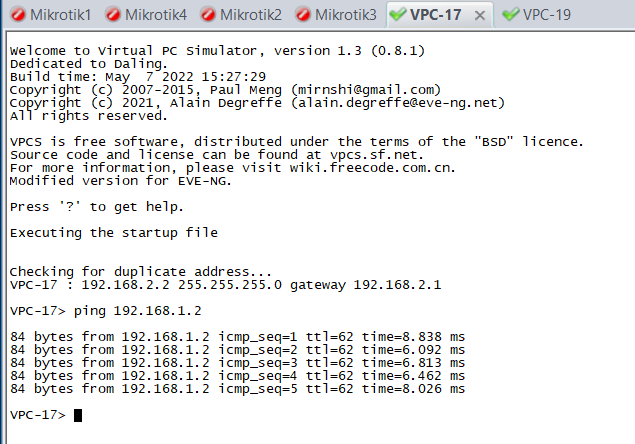 Mikrotik1 Mikrotik4 Mikrotik2 Mikrotik3 VPC-17 VPC-19
Welcome to Virtual PC Simulator, version 1.3 (0.8.1)
Dedicated to Daling.
Build time: May  7 2022 15:27:29
Copyright (c) 2007-2015, Paul Meng (mirnshi@gmail.com)
Copyright (c) 2021, Alain Degreffe (alain.degreffe@eve-ng.net)
All rights reserved.
VPCS is free software, distributed under the terms of the "BSD" licence.
Source code and license can be found at vpcs.sf.net.
For more information, please visit wiki.freecode.com.cn.
Modified version for EVE-NG.
Press '?' to get help.
Executing the startup file
Checking for duplicate address...
VPC-17 : 192.168.2.2 255.255.255.0 gateway 192.168.2.1
VPC-17> ping 192.168.1.2
84 bytes from 192.168.1.2 icmp_seq=1 ttl=62 time=8.838 ms
84 bytes from 192.168.1.2 icmp_seq=2 ttl=62 time=6.092 ms
84 bytes from 192.168.1.2 icmp_seq=3 ttl=62 time=6.813 ms
84 bytes from 192.168.1.2 icmp_seq=4 ttl=62 time=6.462 ms
84 bytes from 192.168.1.2 icmp_seq=5 ttl=62 time=8.026 ms
VPC-17>